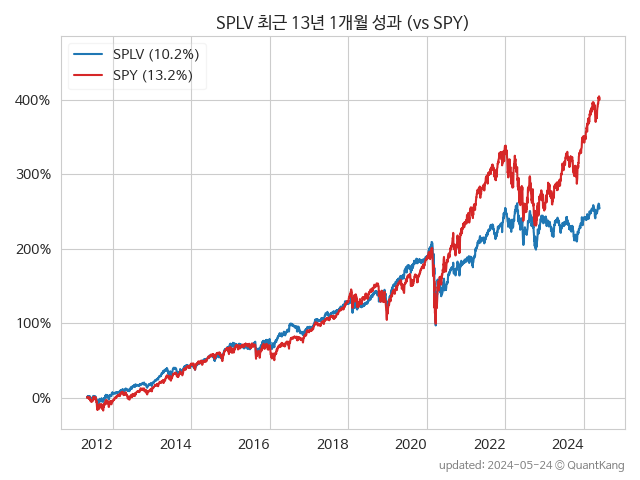 SPLV 최근 13년 1개월 성과 (vs SPY)
SPLV (10.2%)
SPY (13.2%)
400%
300%
200%
100%
0%
2012 2014 2016 2018 2020 2022 2024
updated: 2024-05-24 © QuantKang